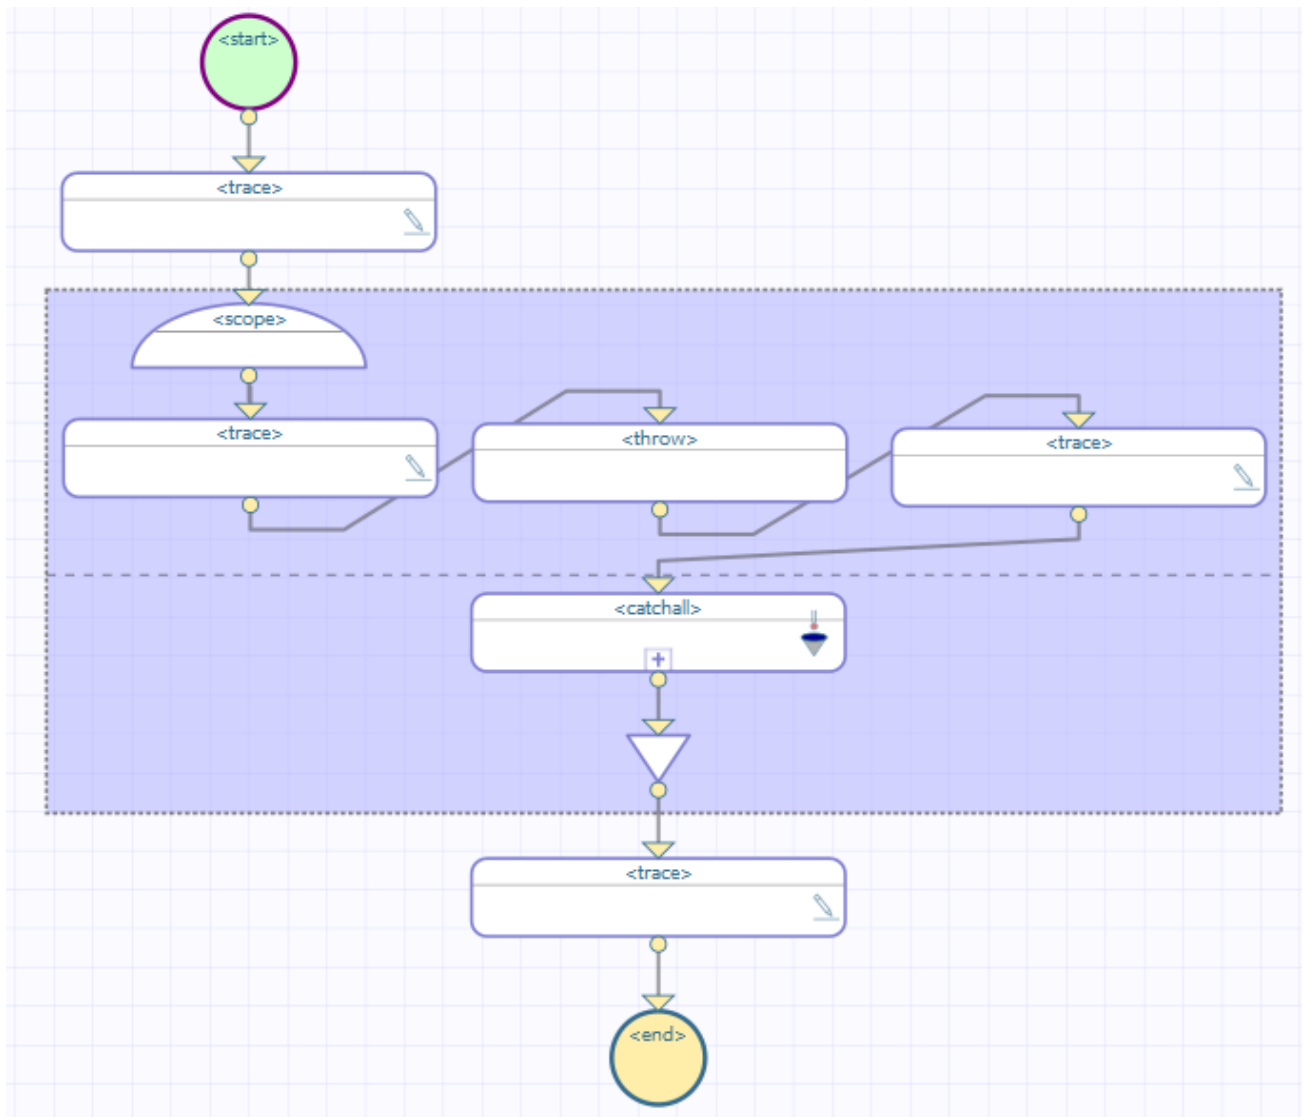 <start>
<trace>
<scope>
<trace>
<throw>
<trace>
<catchall>
<trace>
<end>